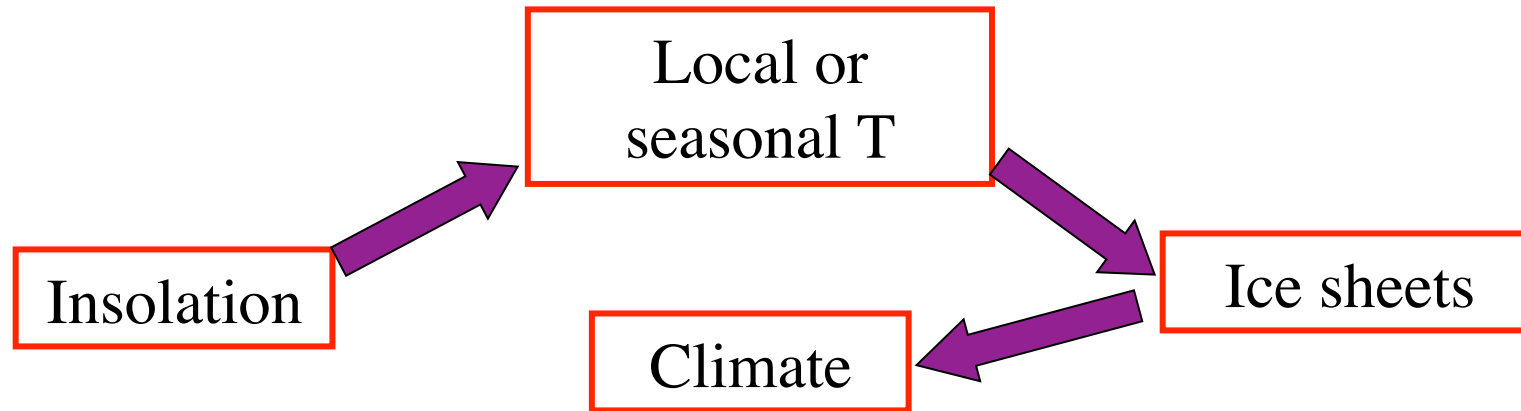 Local or
seasonal T
Insolation
Ice sheets
Climate